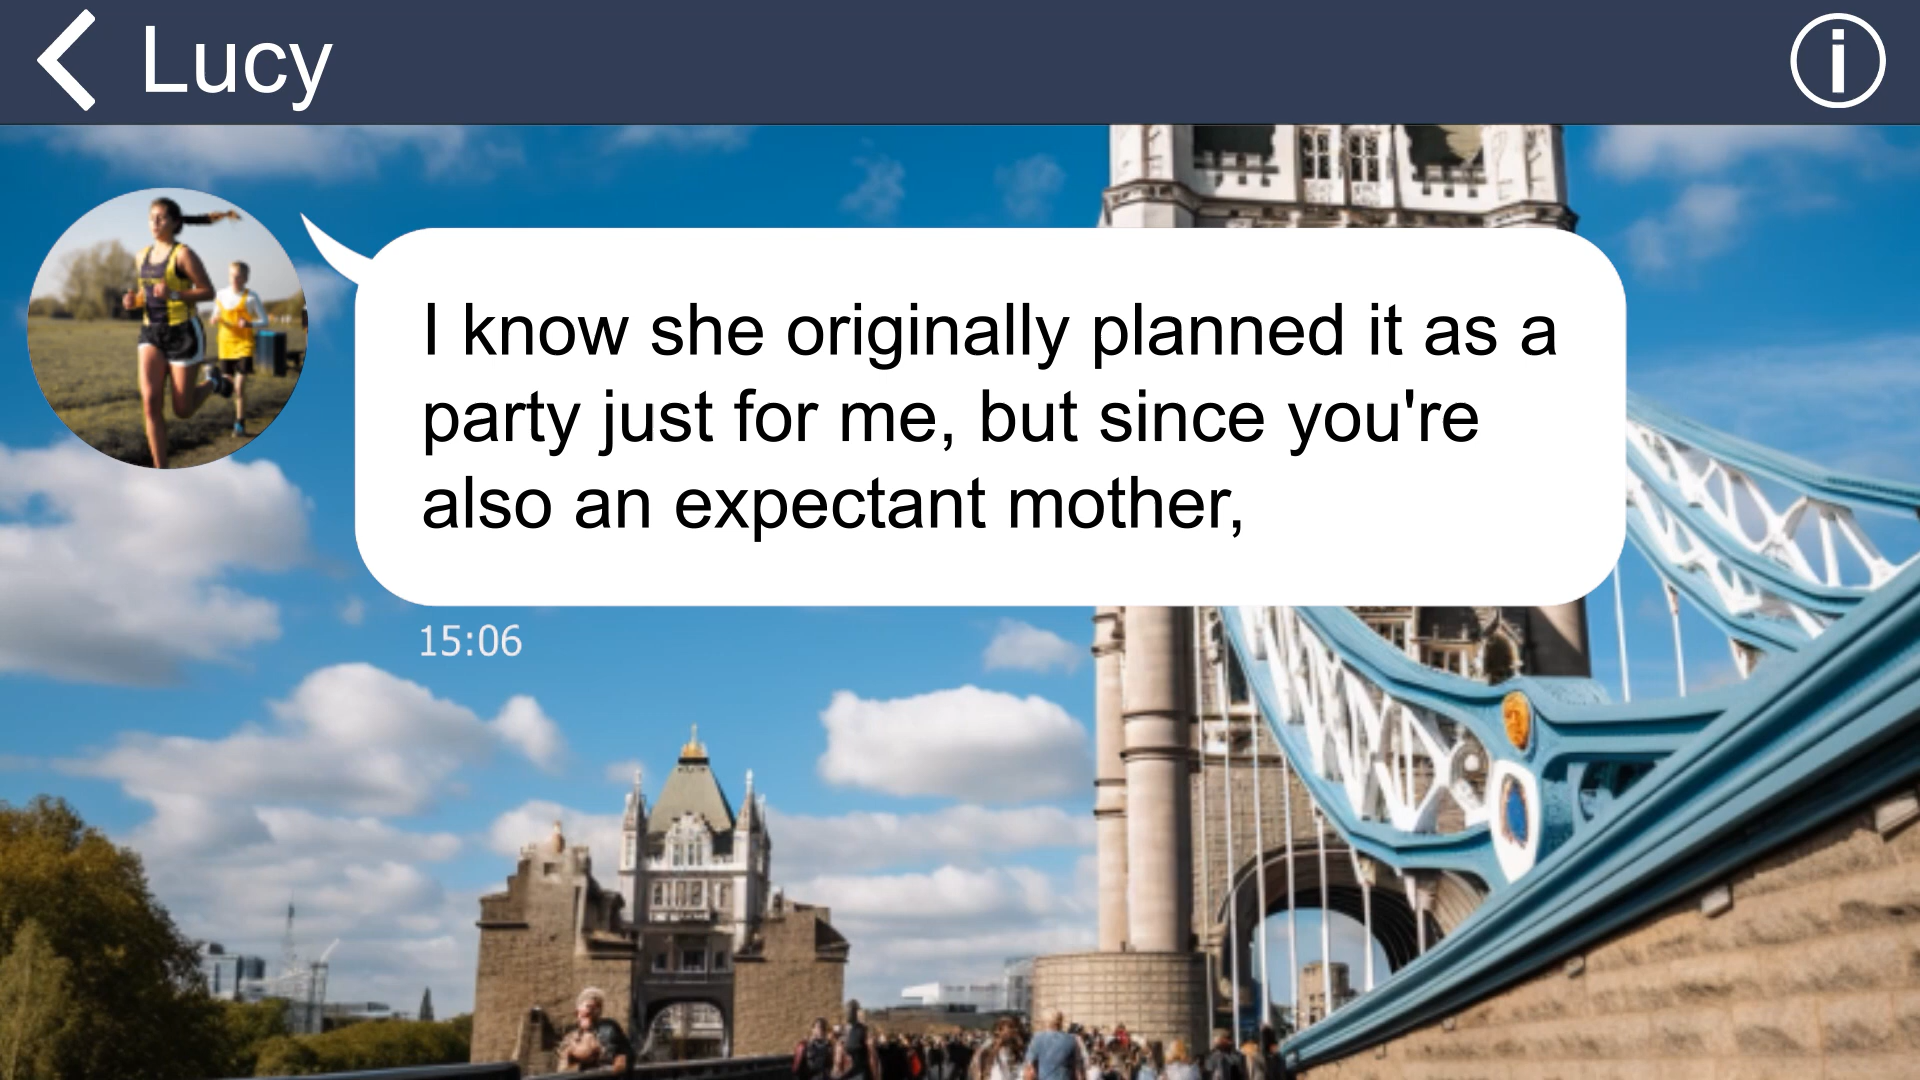 Lucy
I know she originally planned it as a
party just for me, but since you're
also an expectant mother,
15:06